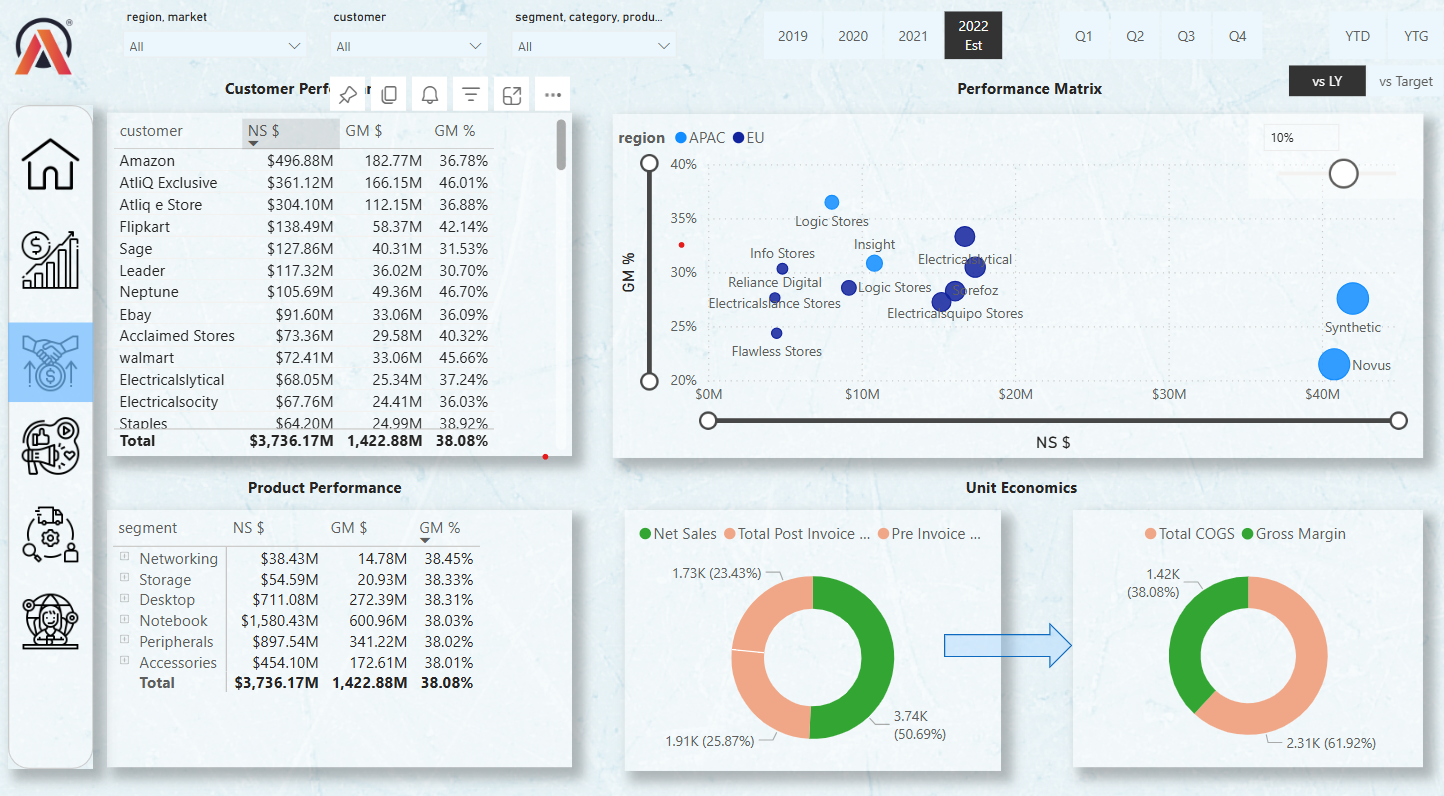 region, market customer segment, category, produ...
All All All
2019 2020 2021 2022 Est Q1 Q2 Q3 Q4 YTD YTG
vs LY vs Target
Customer Perf
customer NS $ GM $ GM %
Amazon $496.88M 182.77M 36.78%
AtliQ Exclusive $361.12M 166.15M 46.01%
Atliq e Store $304.10M 112.15M 36.88%
Flipkart $138.49M 58.37M 42.14%
Sage $127.86M 40.31M 31.53%
Leader $117.32M 36.02M 30.70%
Neptune $105.69M 49.36M 46.70%
Ebay $91.60M 33.06M 36.09%
Acclaimed Stores $73.36M 29.58M 40.32%
walmart $72.41M 33.06M 45.66%
Electricalslytical $68.05M 25.34M 37.24%
Electricalsocity $67.76M 24.41M 36.03%
Staples $64.20M 24.99M 38.92%
Total $3,736.17M 1,422.88M 38.08%
Performance Matrix
region APAC EU
10%
40%
35%
30%
25%
20%
GM %
Logic Stores
Insight
Info Stores
Reliance Digital
Logic Stores
Flawless Stores
Synthetic
Novus
$0M $10M $20M $30M $40M
NS $
Product Performance
segment NS $ GM $ GM %
Networking $38.43M 14.78M 38.45%
Storage $54.59M 20.93M 38.33%
Desktop $711.08M 272.39M 38.31%
Notebook $1,580.43M 600.96M 38.03%
Peripherals $897.54M 341.22M 38.02%
Accessories $454.10M 172.61M 38.01%
Total $3,736.17M 1,422.88M 38.08%
Unit Economics
Net Sales Total Post Invoice ... Pre Invoice ...
1.73K (23.43%)
3.74K
(50.69%)
1.91K (25.87%)
Total COGS Gross Margin
1.42K
(38.08%)
2.31K (61.92%)